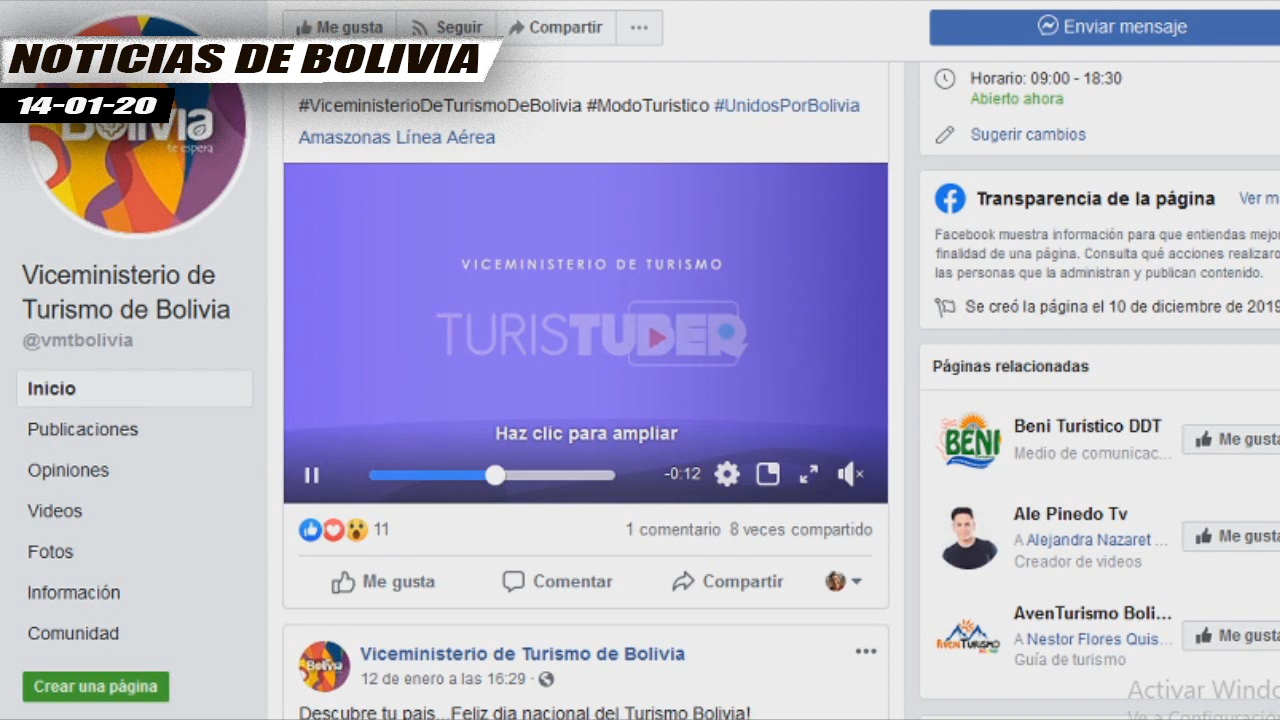 Me gusta Seguir Compartir ...
Enviar mensaje
NOTICIAS DE BOLIVIA
14-01-20
Bolivia
te espera
Viceministerio de
Turismo de Bolivia
@vmtbolivia
Inicio
Publicaciones
Opiniones
Videos
Fotos
Información
Comunidad
Crear una página
#ViceministerioDeTurismoDeBolivia #ModoTuristico #UnidosPorBolivia
Amaszonas Línea Aérea
VICEMINISTERIO DE TURISMO
TURISTUBER
Haz clic para ampliar
-0:12
11
1 comentario 8 veces compartido
Me gusta Comentar Compartir
Bolivia
Viceministerio de Turismo de Bolivia
12 de enero a las 16:29 ·
Descubre tu pais...Feliz dia nacional del Turismo Bolivia!
Horario: 09:00 - 18:30
Abierto ahora
Sugerir cambios
Transparencia de la página Ver m
Facebook muestra información para que entiendas mejo
finalidad de una página. Consulta qué acciones realizaro
las personas que la administran y publican contenido.
Se creó la página el 10 de diciembre de 2019
Páginas relacionadas
BENI
Beni Turístico DDT
Medio de comunicac...
Me gusta
Ale Pinedo Tv
A Alejandra Nazaret ...
Creador de videos
Me gusta
AvenTurismo Boli...
A Nestor Flores Quis...
Guía de turismo
Me gusta
Activar Windo